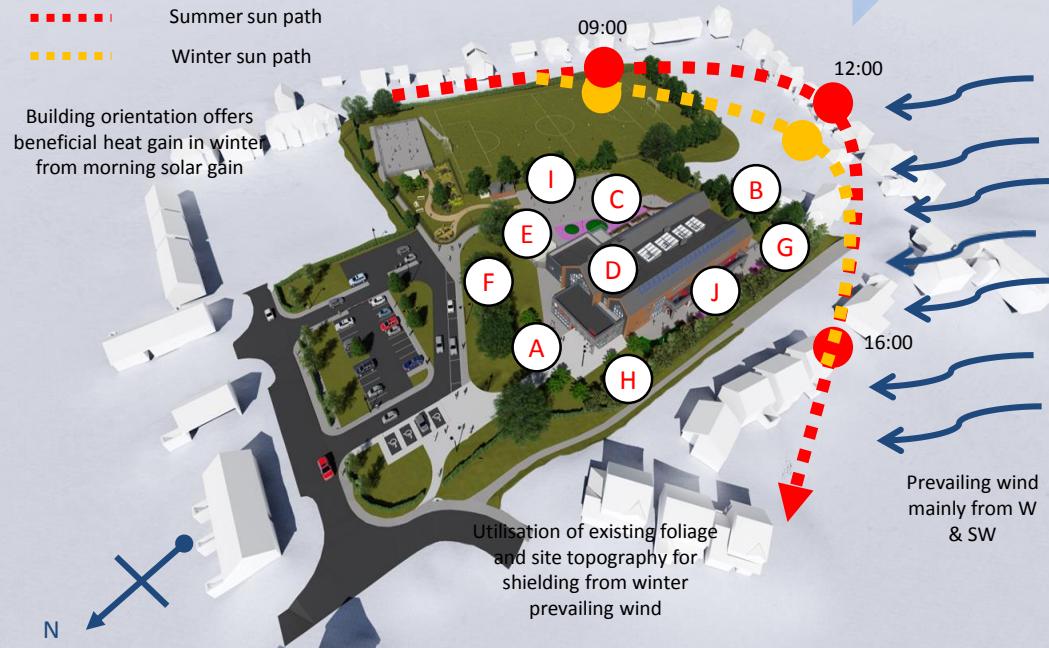 Summer sun path
Winter sun path
09:00
12:00
Building orientation offers
beneficial heat gain in winter
from morning solar gain
I
C
B
E
G
D
F
J
A
16:00
H
Prevailing wind
mainly from W
& SW
Utilisation of existing foliage
and site topography for
shielding from winter
prevailing wind
N